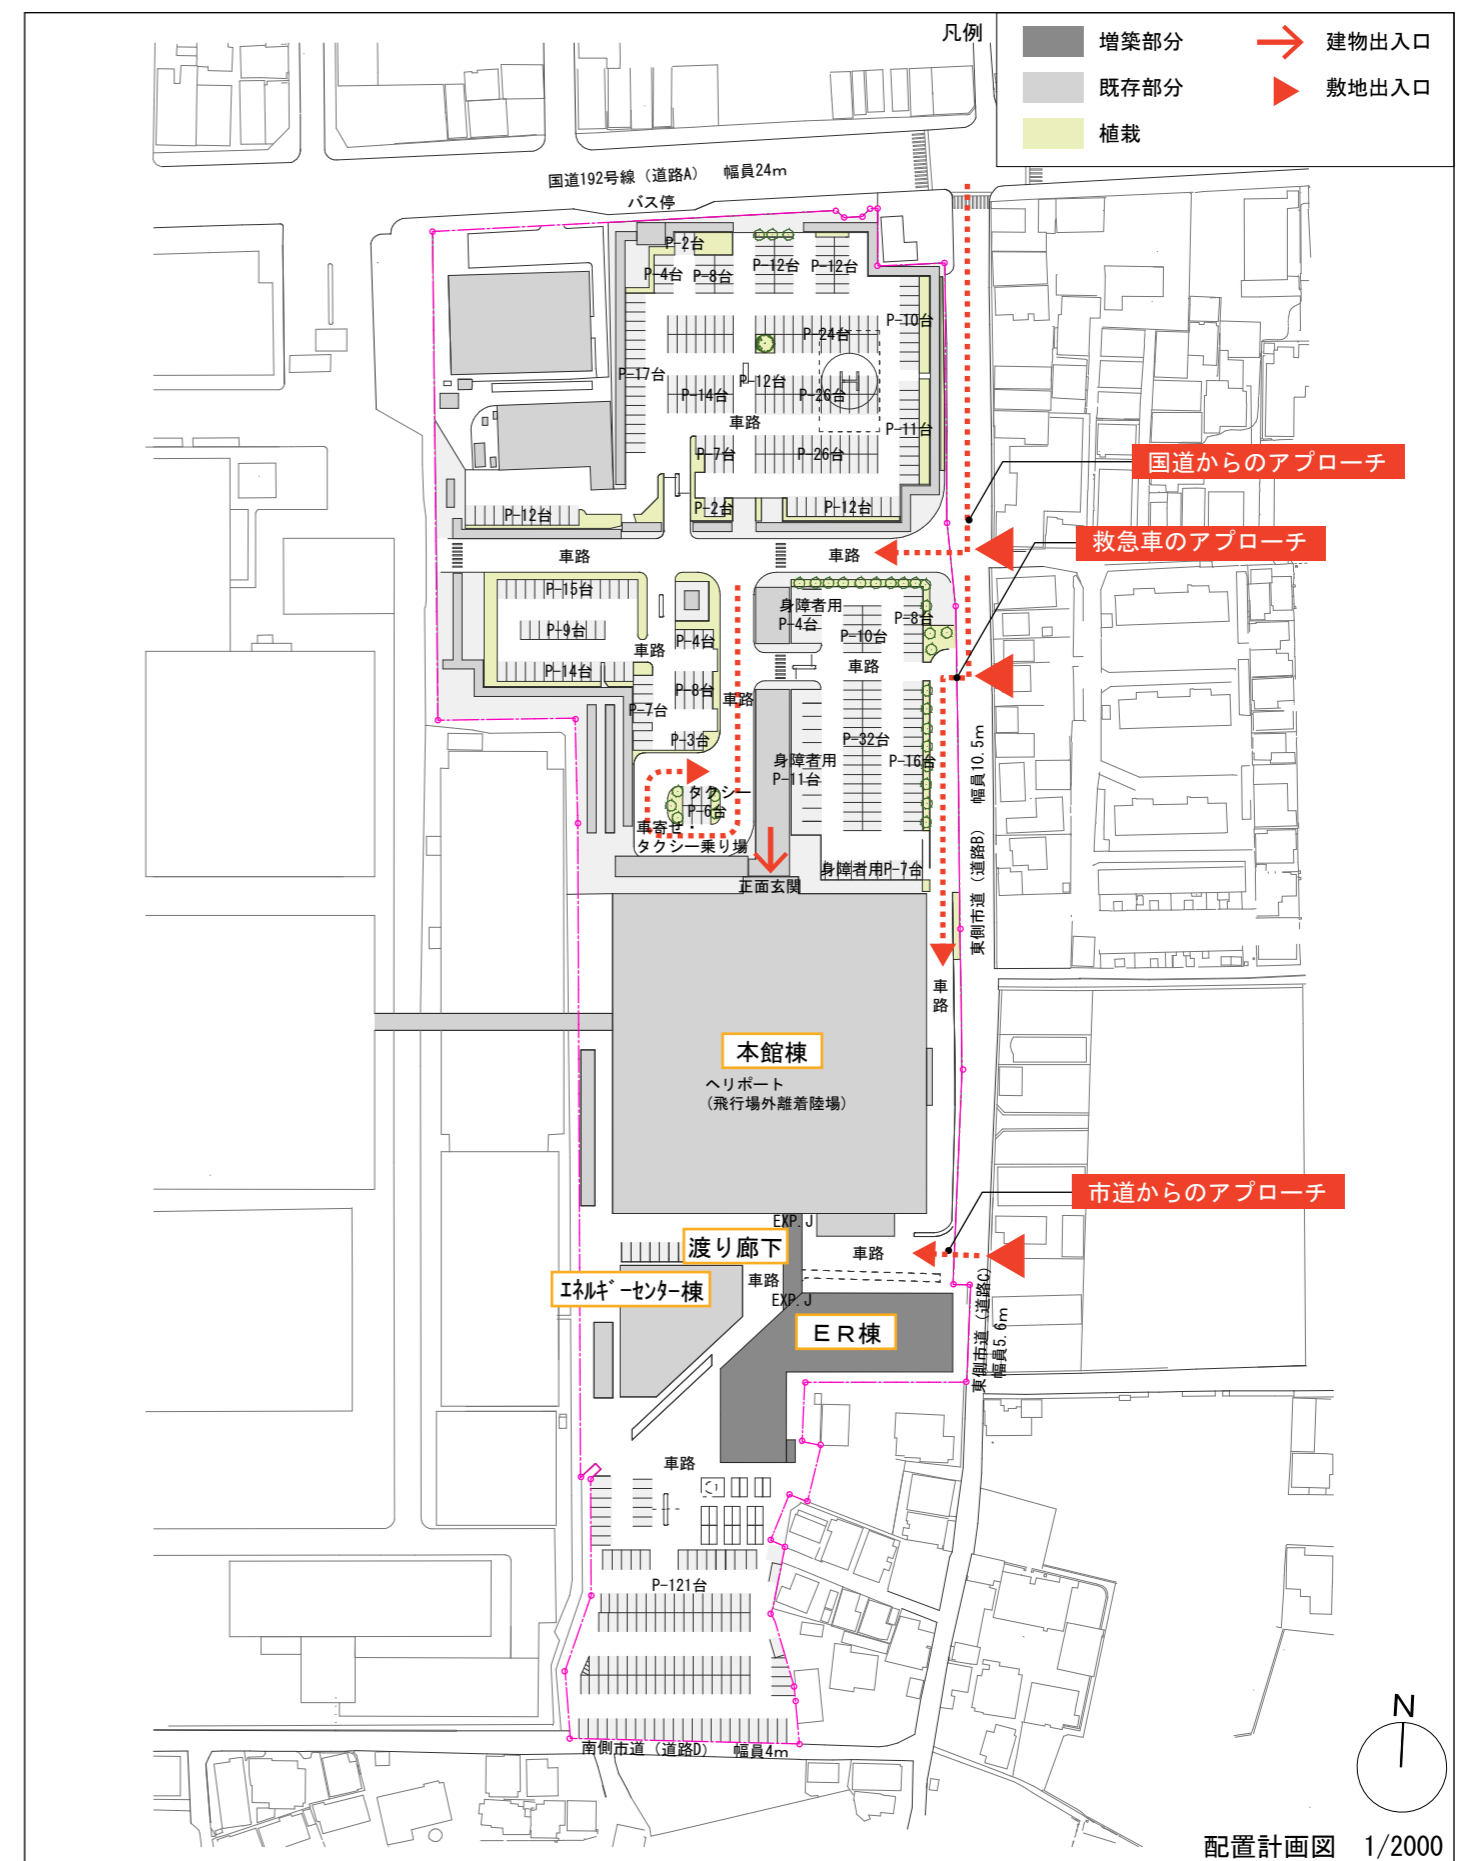 凡例
増築部分
建物出入口
既存部分
敷地出入口
植栽
国道192号線（道路A） 幅員24m
バス停
P-2台
P-4台
P-8台
P-12台
P-12台
P-10台
P-24台
H
P-17台
P-12台
P-14台
P-26台
車路
P-11台
P-7台
P-26台
国道からのアプローチ
P-2台
P-12台
P-12台
救急車のアプローチ
車路
車路
P-15台
身障者用
P-4台
P-8台
P-9台
P-4台
P-10台
車路
車路
P-14台
P-8台
車路
P-7台
P-3台
P-32台
身障者用
P-11台
P-16台
東側市道（道路B） 幅員10.5m
タクシー
P-6台
車寄せ・
タクシー乗り場
身障者用P-7台
正面玄関
車路
本館棟
ヘリポート
(飛行場外離着陸場)
市道からのアプローチ
EXP.J
渡り廊下
車路
エネルギーセンター棟
車路
EXP.J
ER棟
東側市道（道路C）
幅員5.6m
車路
P-121台
南側市道（道路D） 幅員4m
N
配置計画図 1/2000